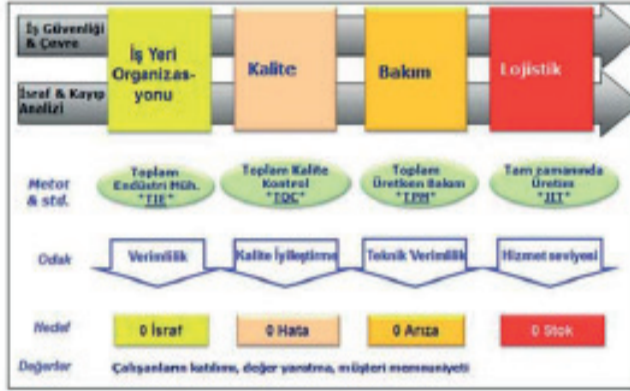 İş Güvenliği
& Çevre
İsraf & Kayıp
Analizi
İş Yeri
Organizas-
yonu
Kalite
Bakım
Lojistik
Metot
& std.
Toplam
Endüstri Müh.
"TIE"
Toplam Kalite
Kontrol
"TQC"
Toplam
Üretken Bakım
"TPM"
Tam zamanında
Üretim
"JIT"
Odak
Verimlilik
Kalite İyileştirme
Teknik Verimlilik
Hizmet seviyesi
Hedef
0 İsraf
0 Hata
0 Arıza
0 Stok
Değerler
Çalışanların katılımı, değer yaratma, müşteri memnuniyeti